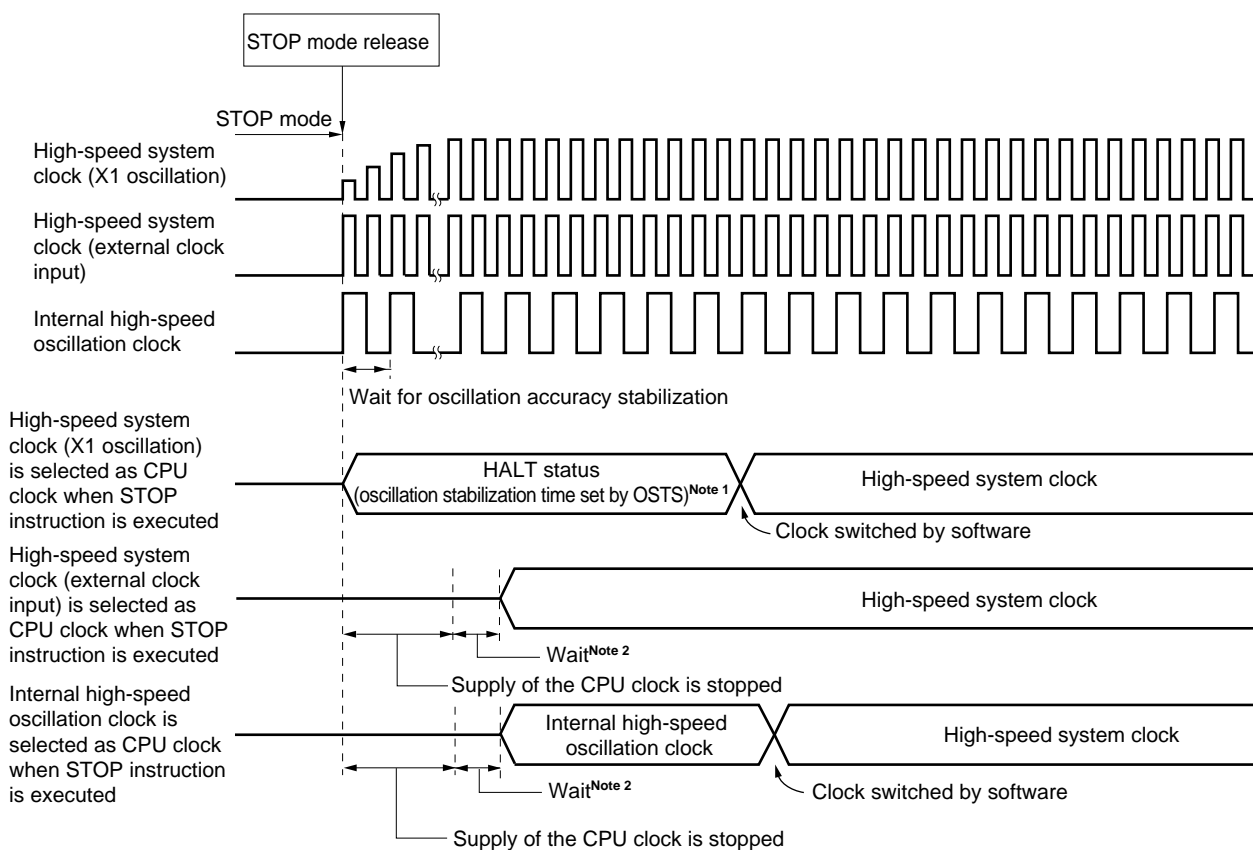 STOP mode release
STOP mode
High-speed system
clock (X1 oscillation)
High-speed system
clock (external clock
input)
Internal high-speed
oscillation clock
Wait for oscillation accuracy stabilization
High-speed system
clock (X1 oscillation)
is selected as CPU
clock when STOP
instruction is executed
HALT status
(oscillation stabilization time set by OSTS)Note 1
High-speed system clock
Clock switched by software
High-speed system
clock (external clock
input) is selected as
CPU clock when STOP
instruction is executed
High-speed system clock
WaitNote 2
Supply of the CPU clock is stopped
Internal high-speed
oscillation clock is
selected as CPU clock
when STOP instruction
is executed
Internal high-speed
oscillation clock
High-speed system clock
WaitNote 2
Clock switched by software
Supply of the CPU clock is stopped